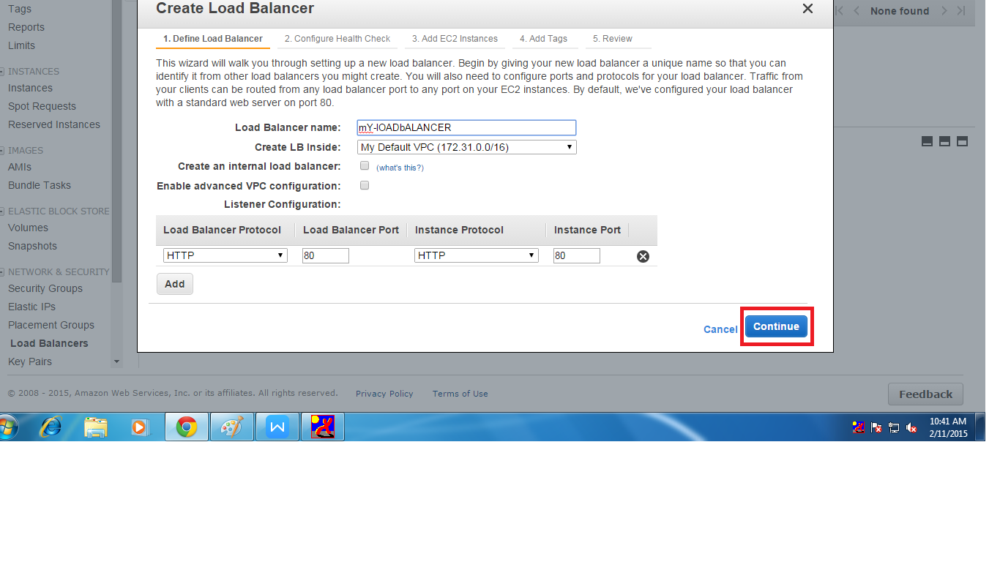 Create Load Balancer
None found
Tags
Reports
Limits
INSTANCES
Instances
Spot Requests
Reserved Instances
IMAGES
AMIs
Bundle Tasks
ELASTIC BLOCK STORE
Volumes
Snapshots
NETWORK & SECURITY
Security Groups
Elastic IPs
Placement Groups
Load Balancers
Key Pairs
1. Define Load Balancer 2. Configure Health Check 3. Add EC2 Instances 4. Add Tags 5. Review
This wizard will walk you through setting up a new load balancer. Begin by giving your new load balancer a unique name so that you can
identify it from other load balancers you might create. You will also need to configure ports and protocols for your load balancer. Traffic from
your clients can be routed from any load balancer port to any port on your EC2 instances. By default, we've configured your load balancer
with a standard web server on port 80.
Load Balancer name: mY-lOADbALANCER
Create LB Inside: My Default VPC (172.31.0.0/16)
Create an internal load balancer: (what's this?)
Enable advanced VPC configuration:
Listener Configuration:
Load Balancer Protocol Load Balancer Port Instance Protocol Instance Port
HTTP 80 HTTP 80
Add
Cancel Continue
© 2008 - 2015, Amazon Web Services, Inc. or its affiliates. All rights reserved. Privacy Policy Terms of Use Feedback
10:41 AM
2/11/2015